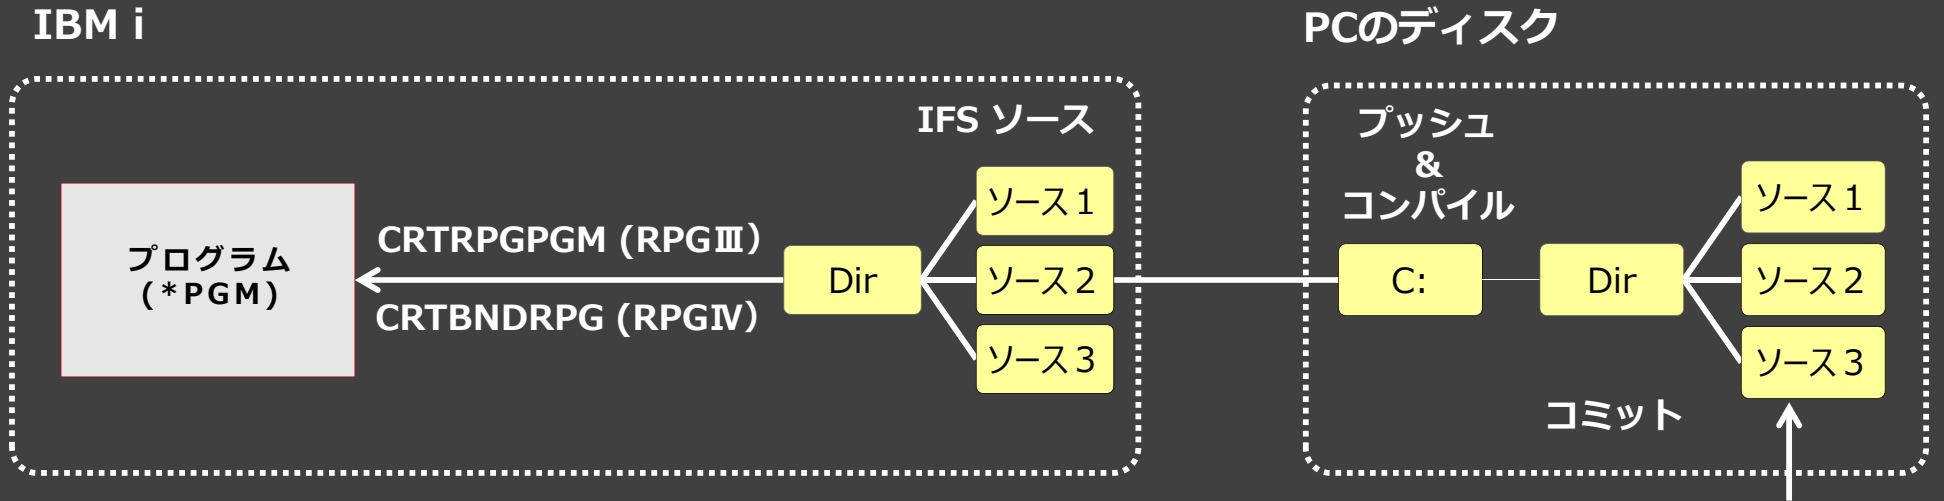 IBM i
PCのディスク
IFS ソース
プログラム
(*PGM)
CRTRPGPGM (RPGⅢ）
CRTBNDRPG (RPGⅣ）
Dir
ソース１
ソース２
ソース３
プッシュ
&
コンパイル
C:
Dir
ソース１
ソース２
ソース３
コミット